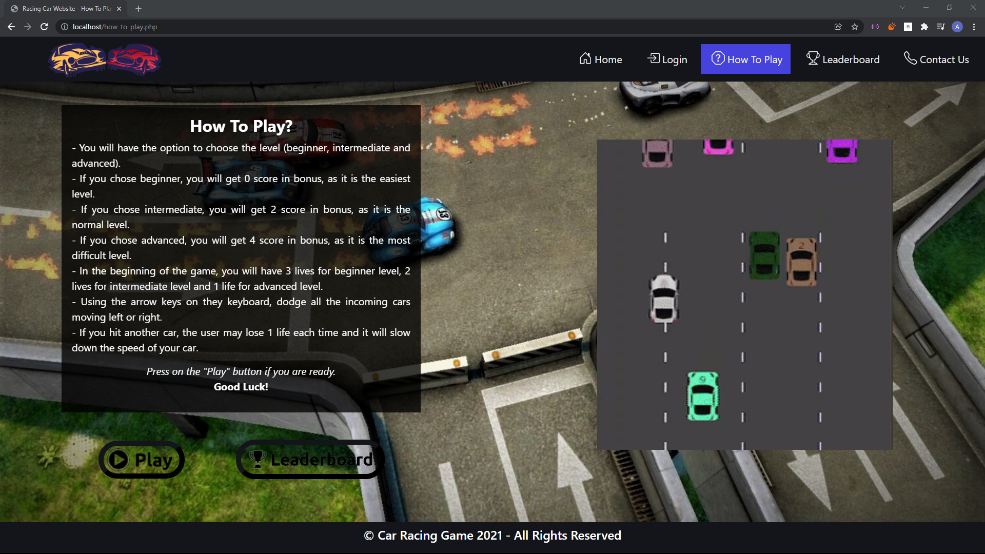 Racing Car Website - How To Pla
localhost/how_to_play.php
A
Home
Login
How To Play
Leaderboard
Contact Us
How To Play?
- You will have the option to choose the level (beginner, intermediate and
advanced).
- If you chose beginner, you will get 0 score in bonus, as it is the easiest
level.
- If you chose intermediate, you will get 2 score in bonus, as it is the
normal level.
- If you chose advanced, you will get 4 score in bonus, as it is the most
difficult level.
- In the beginning of the game, you will have 3 lives for beginner level, 2
lives for intermediate level and 1 life for advanced level.
- Using the arrow keys on they keyboard, dodge all the incoming cars
moving left or right.
- If you hit another car, the user may lose 1 life each time and it will slow
down the speed of your car.
Press on the "Play" button if you are ready.
Good Luck!
Play
Leaderboard
© Car Racing Game 2021 - All Rights Reserved